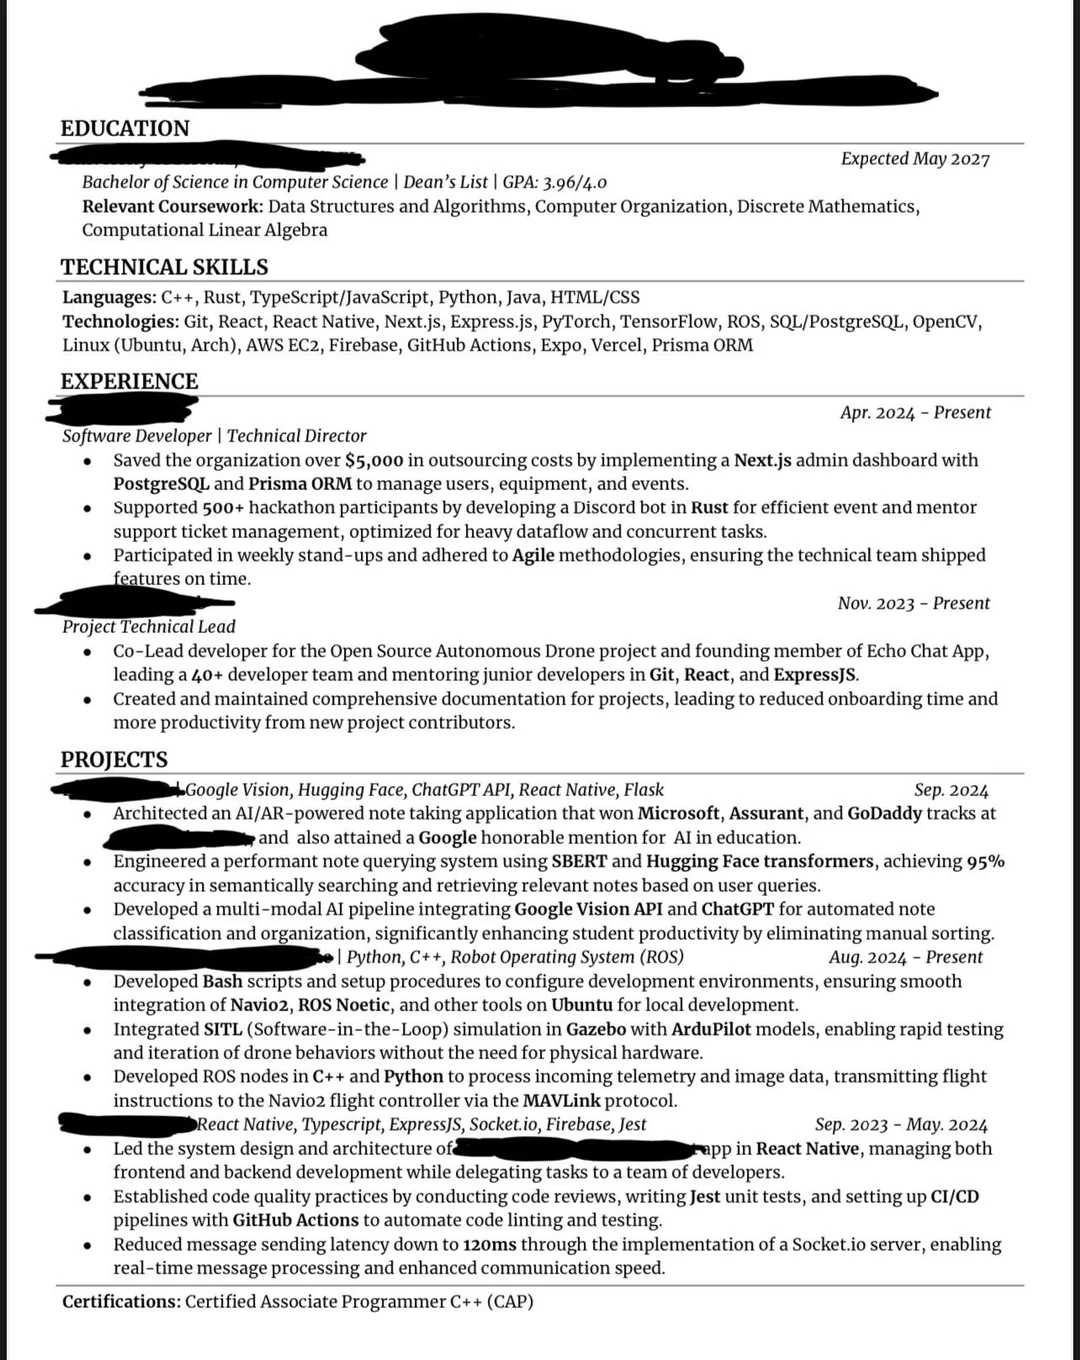 EDUCATION
Expected May 2027
Bachelor of Science in Computer Science | Dean's List | GPA: 3.96/4.0
Relevant Coursework: Data Structures and Algorithms, Computer Organization, Discrete Mathematics,
Computational Linear Algebra
TECHNICAL SKILLS
Languages: C++, Rust, TypeScript/JavaScript, Python, Java, HTML/CSS
Technologies: Git, React, React Native, Next.js, Express.js, PyTorch, TensorFlow, ROS, SQL/PostgreSQL, OpenCV,
Linux (Ubuntu, Arch), AWS EC2, Firebase, GitHub Actions, Expo, Vercel, Prisma ORM
EXPERIENCE
Apr. 2024 - Present
Software Developer | Technical Director
• Saved the organization over $5,000 in outsourcing costs by implementing a Next.js admin dashboard with
PostgreSQL and Prisma ORM to manage users, equipment, and events.
• Supported 500+ hackathon participants by developing a Discord bot in Rust for efficient event and mentor
support ticket management, optimized for heavy dataflow and concurrent tasks.
• Participated in weekly stand-ups and adhered to Agile methodologies, ensuring the technical team shipped
features on time.
Nov. 2023 - Present
Project Technical Lead
• Co-Lead developer for the Open Source Autonomous Drone project and founding member of Echo Chat App,
leading a 40+ developer team and mentoring junior developers in Git, React, and ExpressJS.
• Created and maintained comprehensive documentation for projects, leading to reduced onboarding time and
more productivity from new project contributors.
PROJECTS
Google Vision, Hugging Face, ChatGPT API, React Native, Flask Sep. 2024
• Architected an AI/AR-powered note taking application that won Microsoft, Assurant, and GoDaddy tracks at
and also attained a Google honorable mention for AI in education.
• Engineered a performant note querying system using SBERT and Hugging Face transformers, achieving 95%
accuracy in semantically searching and retrieving relevant notes based on user queries.
• Developed a multi-modal AI pipeline integrating Google Vision API and ChatGPT for automated note
classification and organization, significantly enhancing student productivity by eliminating manual sorting.
| Python, C++, Robot Operating System (ROS) Aug. 2024 - Present
• Developed Bash scripts and setup procedures to configure development environments, ensuring smooth
integration of Navio2, ROS Noetic, and other tools on Ubuntu for local development.
• Integrated SITL (Software-in-the-Loop) simulation in Gazebo with ArduPilot models, enabling rapid testing
and iteration of drone behaviors without the need for physical hardware.
• Developed ROS nodes in C++ and Python to process incoming telemetry and image data, transmitting flight
instructions to the Navio2 flight controller via the MAVLink protocol.
React Native, Typescript, ExpressJS, Socket.io, Firebase, Jest Sep. 2023 - May. 2024
• Led the system design and architecture of app in React Native, managing both
frontend and backend development while delegating tasks to a team of developers.
• Established code quality practices by conducting code reviews, writing Jest unit tests, and setting up CI/CD
pipelines with GitHub Actions to automate code linting and testing.
• Reduced message sending latency down to 120ms through the implementation of a Socket.io server, enabling
real-time message processing and enhanced communication speed.
Certifications: Certified Associate Programmer C++ (CAP)